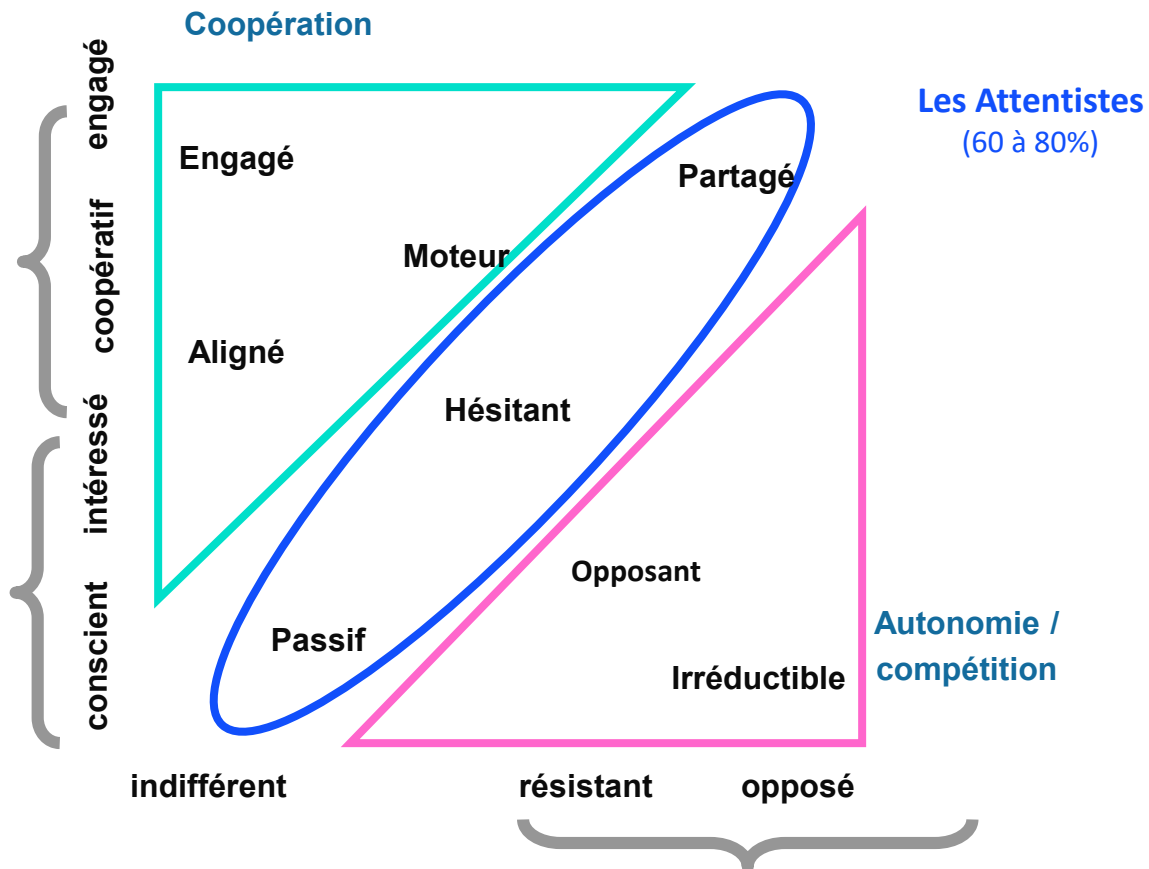 Coopération
engagé
coopératif
intéressé
conscient
Les Attentistes
(60 à 80%)
Engagé
Partagé
Moteur
Aligné
Hésitant
Opposant
Passif
Irréductible
Autonomie /
compétition
indifférent
résistant
opposé